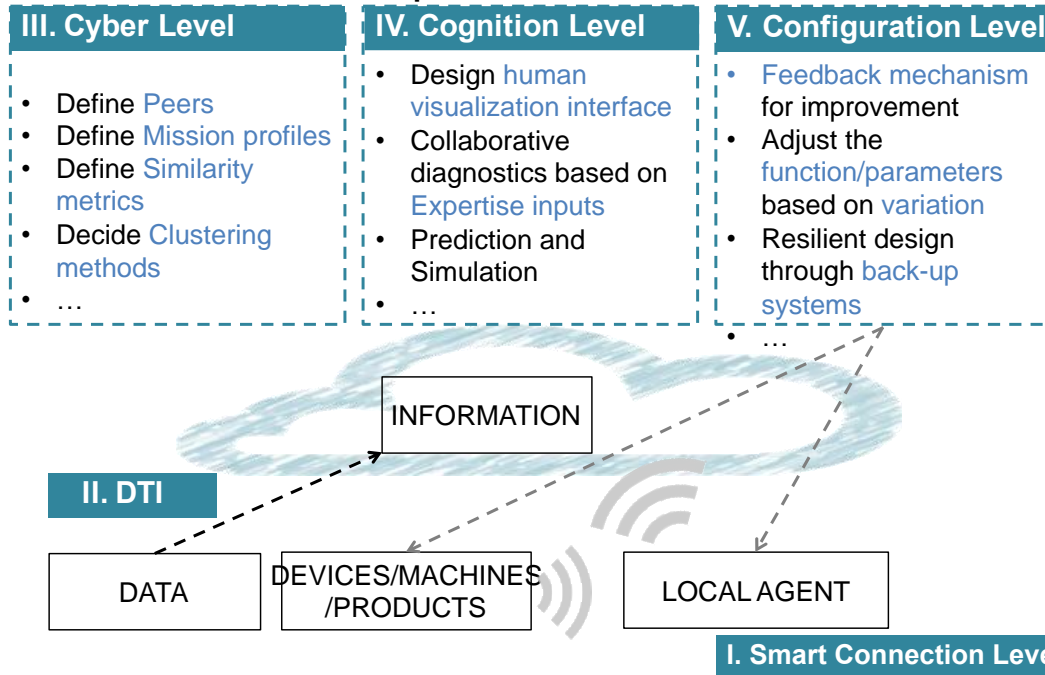 III. Cyber Level
• Define Peers
• Define Mission profiles
• Define Similarity
metrics
• Decide Clustering
methods
• …
IV. Cognition Level
• Design human
visualization interface
• Collaborative
diagnostics based on
Expertise inputs
• Prediction and
Simulation
• …
V. Configuration Level
• Feedback mechanism
for improvement
• Adjust the
function/parameters
based on variation
• Resilient design
through back-up
systems
• …
INFORMATION
II. DTI
DATA
DEVICES/MACHINES
/PRODUCTS
LOCAL AGENT
I. Smart Connection Leve